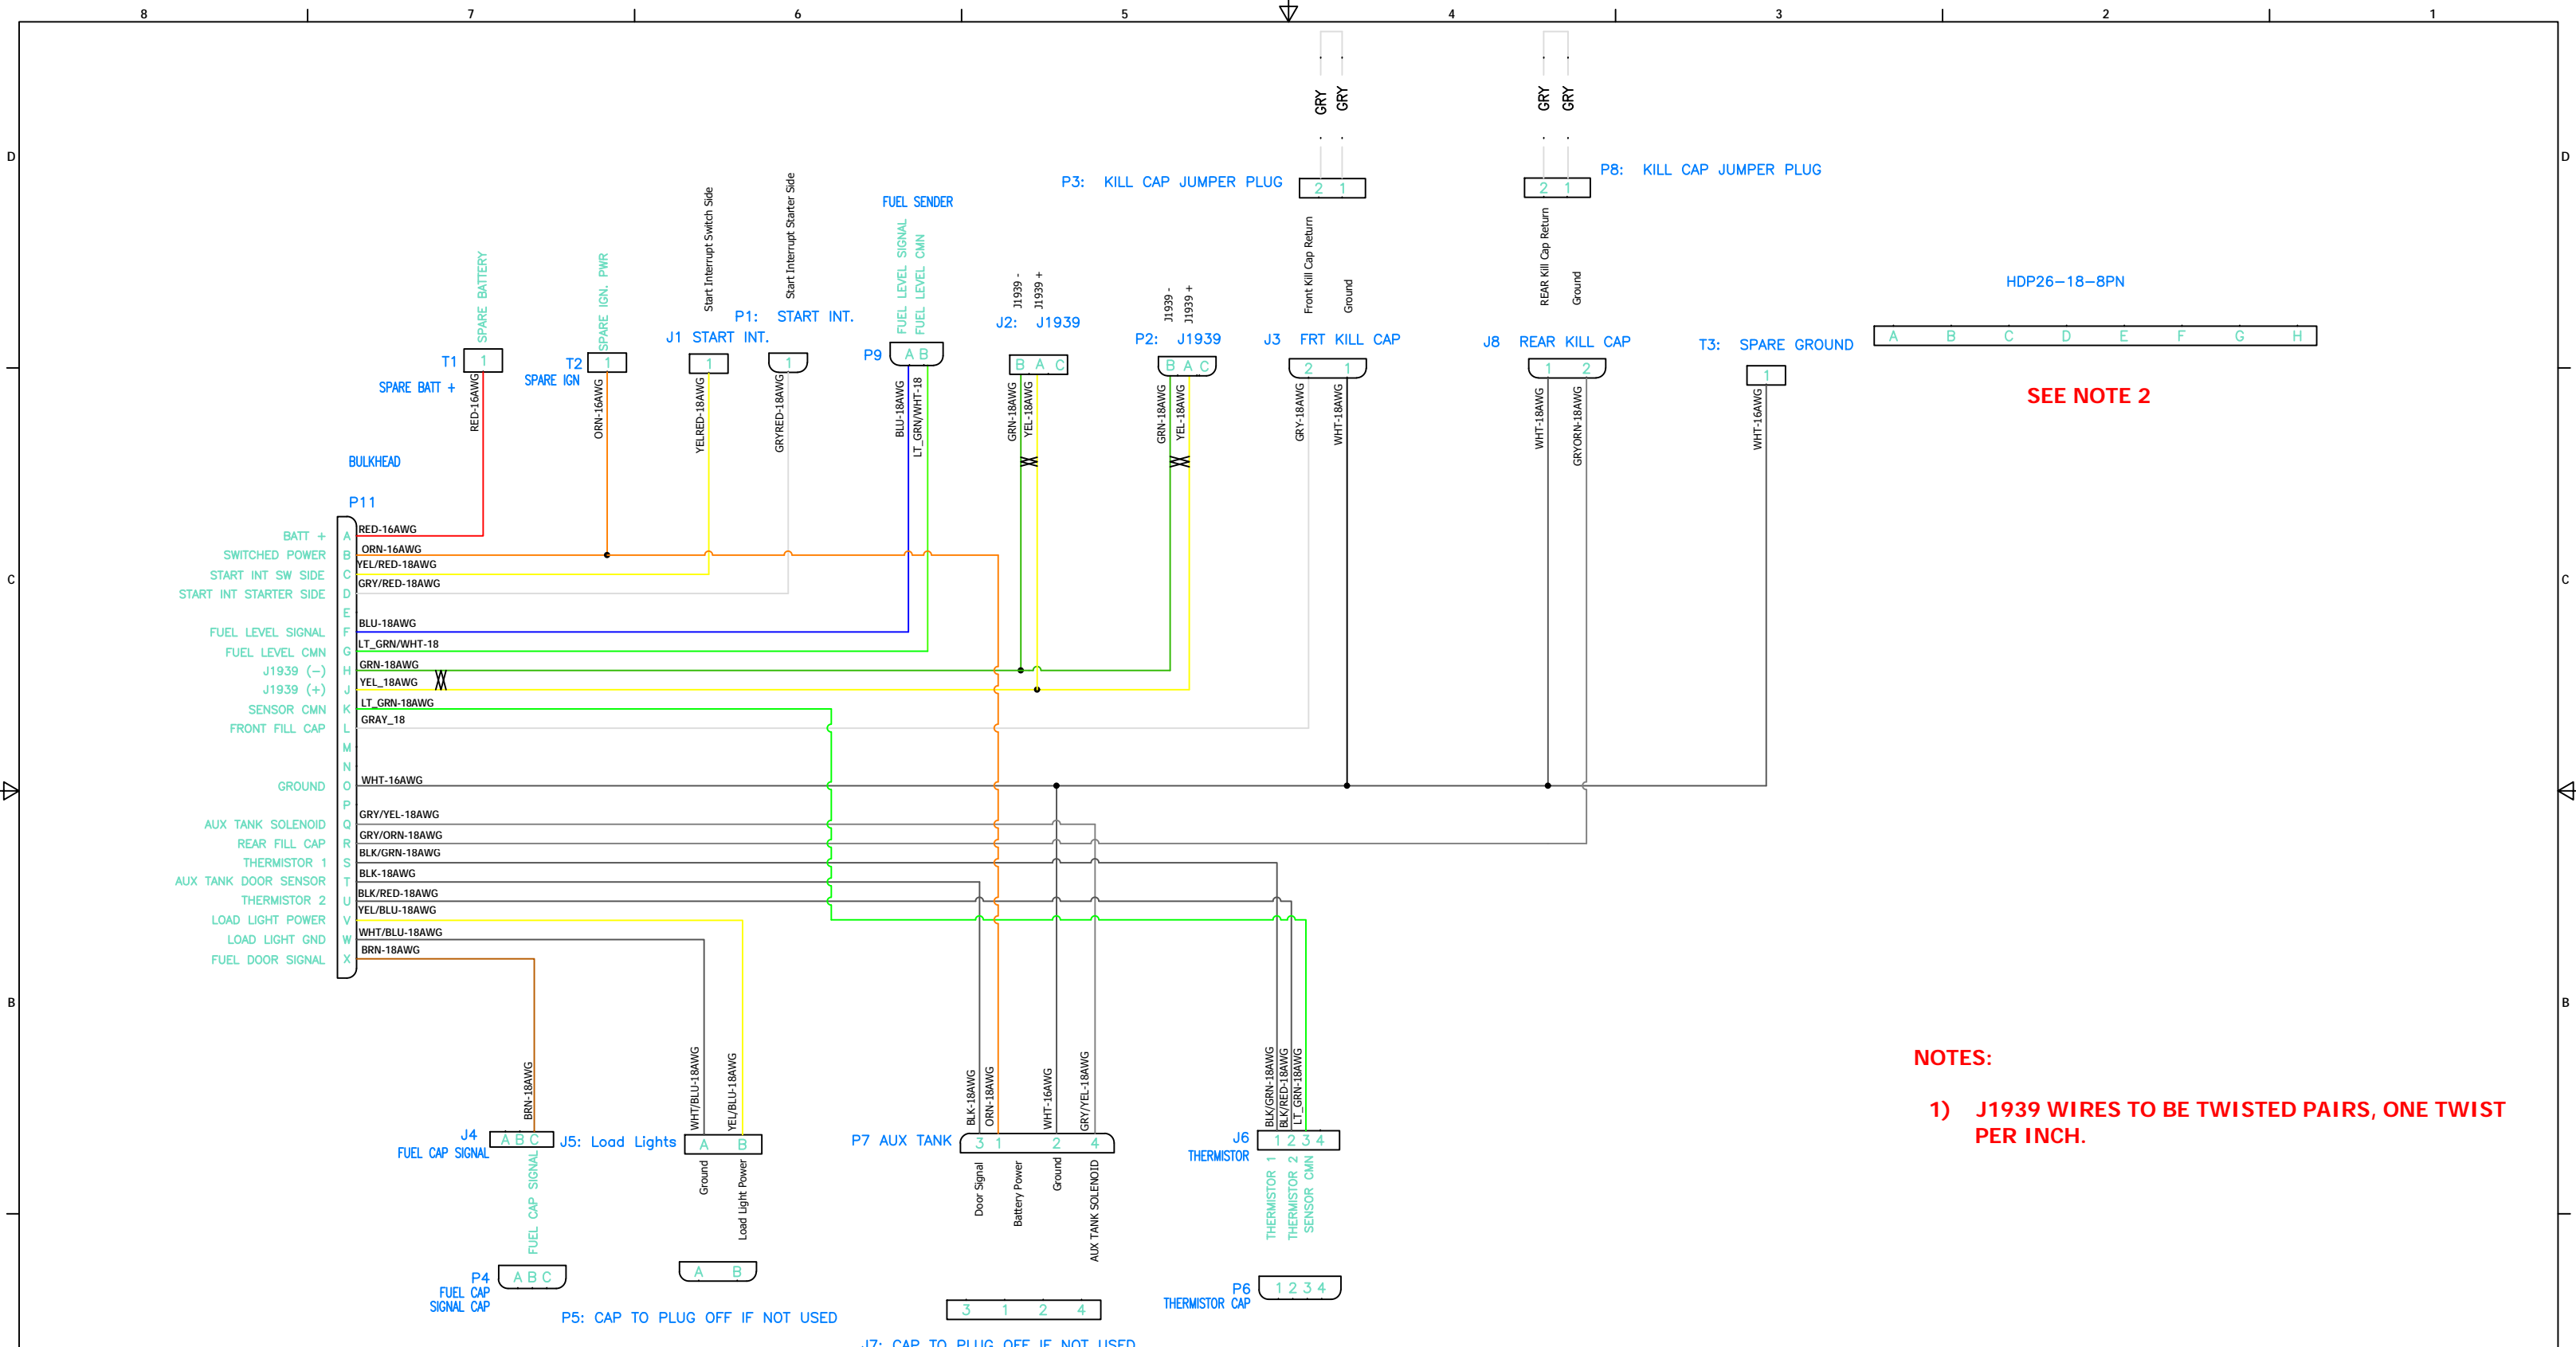 8 7 6 5 4 3 2 1
D
D
C
C
B
B
GRY
GRY
GRY
GRY
P3: KILL CAP JUMPER PLUG
2 1
P8: KILL CAP JUMPER PLUG
2 1
SPARE BATTERY
T1
1
SPARE BATT +
RED-16AWG
SPARE IGN. PWR
T2
1
SPARE IGN
ORN-16AWG
Start Interrupt Switch Side
J1 START INT.
1
YELRED-18AWG
Start Interrupt Starter Side
P1: START INT.
1
GRYRED-18AWG
FUEL SENDER
FUEL LEVEL SIGNAL
FUEL LEVEL CMN
P9
A B
BLU-18AWG
LT_GRN/WHT-18
J1939 -
J1939 +
J2: J1939
B A C
GRN-18AWG
YEL-18AWG
J1939 -
J1939 +
P2: J1939
B A C
GRN-18AWG
YEL-18AWG
Front Kill Cap Return
Ground
J3 FRT KILL CAP
2 1
GRY-18AWG
WHT-18AWG
REAR Kill Cap Return
Ground
J8 REAR KILL CAP
1 2
WHT-18AWG
GRYORN-18AWG
T3: SPARE GROUND
1
WHT-16AWG
HDP26-18-8PN
A B C D E F G H
SEE NOTE 2
BULKHEAD
P11
BATT + A RED-16AWG
SWITCHED POWER B ORN-16AWG
START INT SW SIDE C YEL/RED-18AWG
START INT STARTER SIDE D GRY/RED-18AWG
E
FUEL LEVEL SIGNAL F BLU-18AWG
FUEL LEVEL CMN G LT_GRN/WHT-18
J1939 (-) H GRN-18AWG
J1939 (+) J YEL_18AWG
SENSOR CMN K LT_GRN-18AWG
FRONT FILL CAP L GRAY_18
M
N
GROUND O WHT-16AWG
P
AUX TANK SOLENOID Q GRY/YEL-18AWG
REAR FILL CAP R GRY/ORN-18AWG
THERMISTOR 1 S BLK/GRN-18AWG
AUX TANK DOOR SENSOR T BLK-18AWG
THERMISTOR 2 U BLK/RED-18AWG
LOAD LIGHT POWER V YEL/BLU-18AWG
LOAD LIGHT GND W WHT/BLU-18AWG
FUEL DOOR SIGNAL X BRN-18AWG
BRN-18AWG
J4
A B C
FUEL CAP SIGNAL
FUEL CAP SIGNAL
P4
A B C
FUEL CAP
SIGNAL CAP
WHT/BLU-18AWG
YEL/BLU-18AWG
J5: Load Lights
A B
Ground
Load Light Power
A B
P5: CAP TO PLUG OFF IF NOT USED
BLK-18AWG
ORN-18AWG
WHT-16AWG
GRY/YEL-18AWG
P7 AUX TANK
3 1 2 4
Door Signal
Battery Power
Ground
AUX TANK SOLENOID
3 1 2 4
J7: CAP TO PLUG OFF IF NOT USED
BLK/GRN-18AWG
BLK/RED-18AWG
LT_GRN-18AWG
J6
1 2 3 4
THERMISTOR
THERMISTOR 1
THERMISTOR 2
SENSOR CMN
P6
1 2 3 4
THERMISTOR CAP
NOTES:
1) J1939 WIRES TO BE TWISTED PAIRS, ONE TWIST
PER INCH.